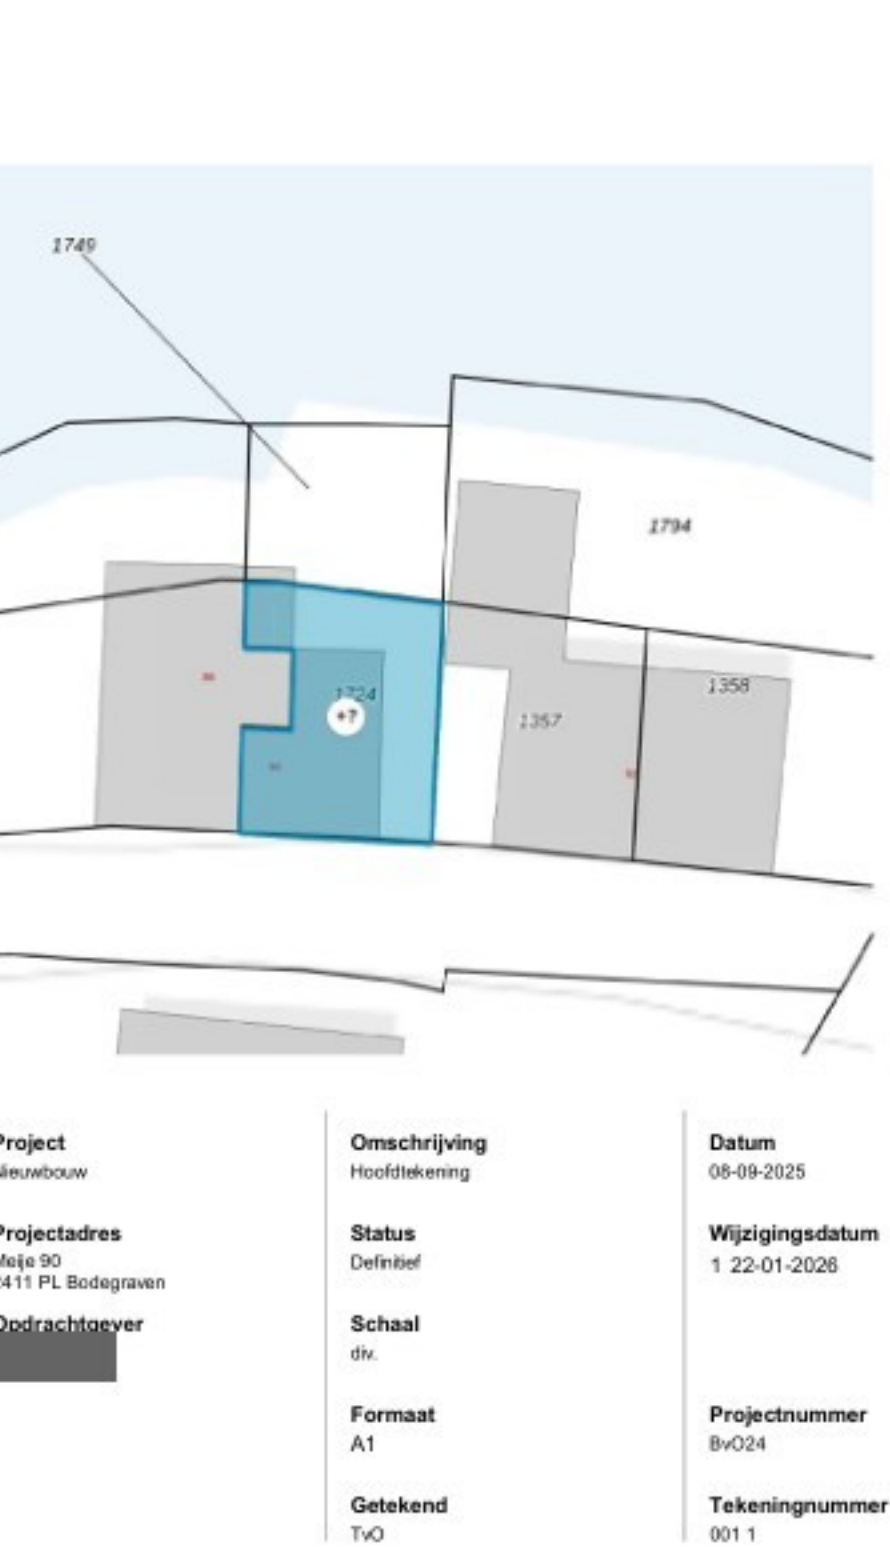 1749
1794
1724
+?
1357
1358
Project
Nieuwbouw
Projectadres
Meije 90
2411 PL Bodegraven
Opdrachtgever
Omschrijving
Hoofdtekening
Status
Definitief
Schaal
div.
Formaat
A1
Getekend
TvO
Datum
08-09-2025
Wijzigingsdatum
1 22-01-2026
Projectnummer
BvO24
Tekeningnummer
001 1